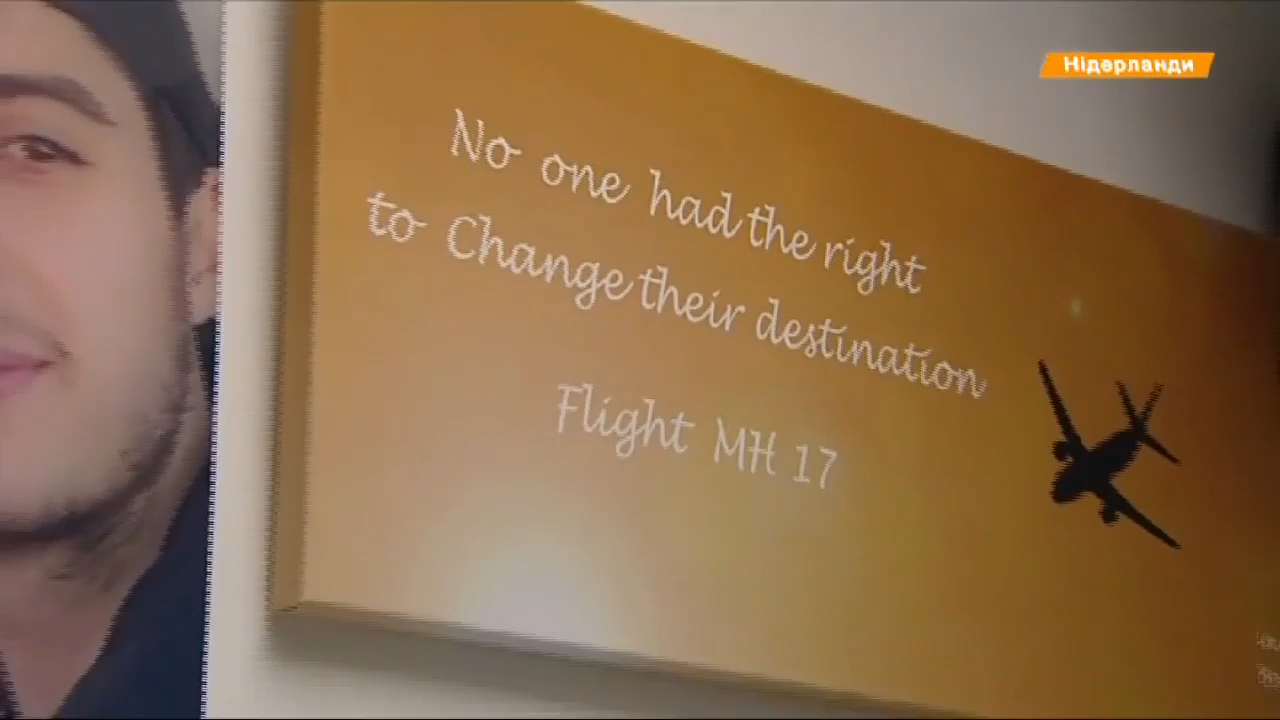 Нідерланди
No one had the right
to Change their destination
Flight MH 17